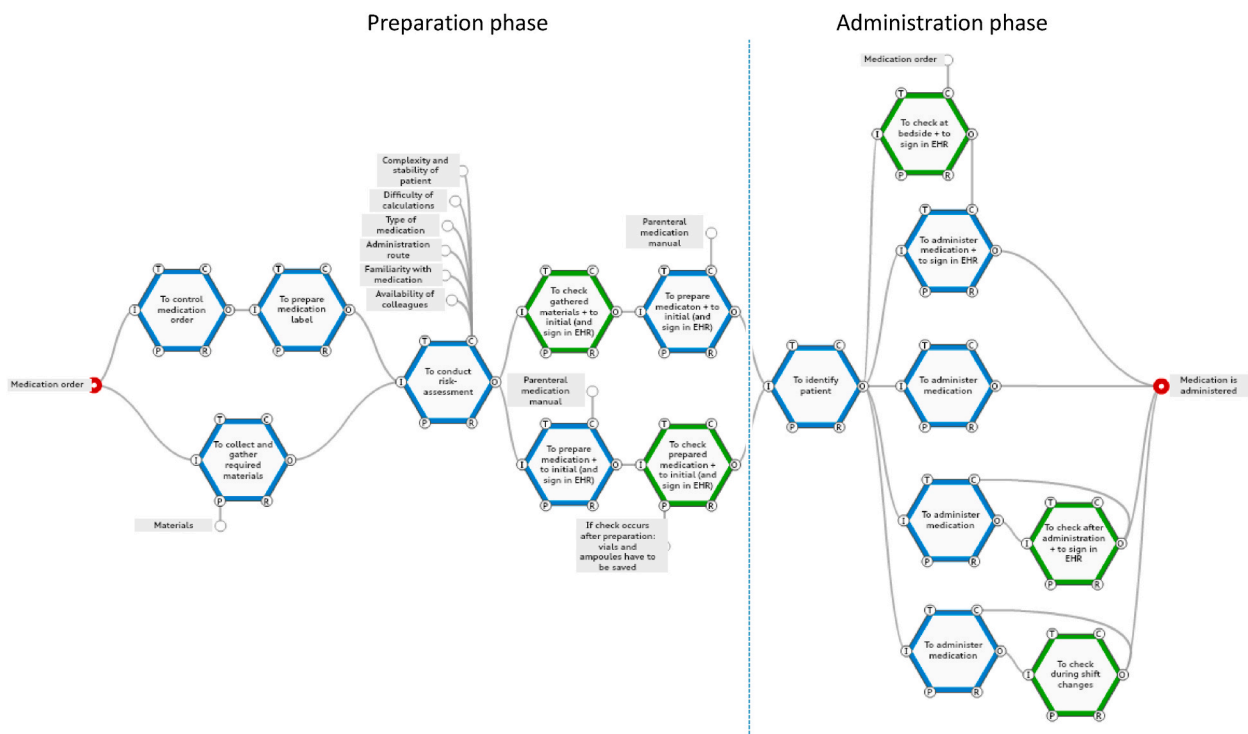 Preparation phase
Administration phase
Medication order
T
C
To control
medication
order
I
O
P
R
T
C
To prepare
medication
label
I
O
P
R
T
C
To collect and
gather
required
materials
I
O
P
R
Materials
Complexity and
stability of
patient
Difficulty of
calculations
Type of
medication
Administration
route
Familiarity with
medication
Availability of
colleagues
T
C
To conduct
risk-
assessment
I
O
P
R
T
C
To check
gathered
materials + to
initial (and
sign in EHR)
I
O
P
R
Parenteral
medication
manual
T
C
To prepare
medicaton + to
initial (and
sign in EHR)
I
O
P
R
Parenteral
medication
manual
T
C
To prepare
medication +
to initial (and
sign in EHR)
I
O
P
R
T
C
To check
prepared
medication +
to initial (and
sign in EHR)
I
O
P
R
If check occurs
after preparation:
vials and
ampoules have to
be saved
T
C
To identify
patient
I
O
P
R
Medication order
T
C
To check at
bedside + to
sign in EHR
I
O
P
R
T
C
To administer
medication +
to sign in EHR
I
O
P
R
T
C
To administer
medication
I
O
P
R
T
C
To administer
medication
I
O
P
R
T
C
To check after
administration
+ to sign in
EHR
I
O
P
R
T
C
To administer
medication
I
O
P
R
T
C
To check
during shift
changes
I
O
P
R
Medication is
administered